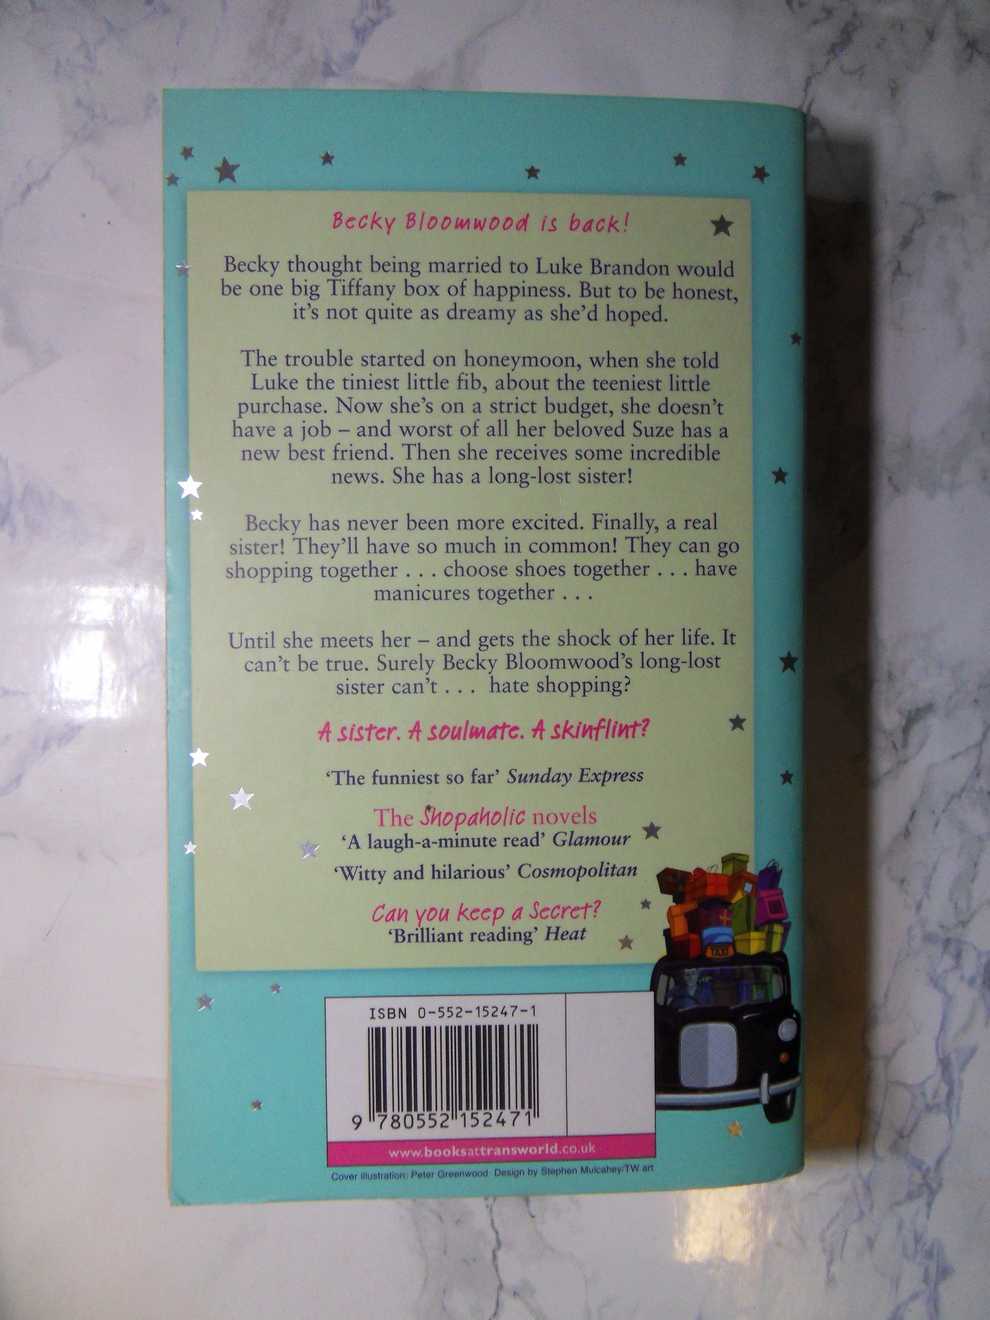 Becky Bloomwood is back!
Becky thought being married to Luke Brandon would
be one big Tiffany box of happiness. But to be honest,
it's not quite as dreamy as she'd hoped.
The trouble started on honeymoon, when she told
Luke the tiniest little fib, about the teeniest little
purchase. Now she's on a strict budget, she doesn't
have a job – and worst of all her beloved Suze has a
new best friend. Then she receives some incredible
news. She has a long-lost sister!
Becky has never been more excited. Finally, a real
sister! They'll have so much in common! They can go
shopping together . . . choose shoes together . . . have
manicures together . . .
Until she meets her – and gets the shock of her life. It
can't be true. Surely Becky Bloomwood's long-lost
sister can't . . . hate shopping?
A sister. A soulmate. A skinflint?
'The funniest so far' Sunday Express
The Shopaholic novels
'A laugh-a-minute read' Glamour
'Witty and hilarious' Cosmopolitan
Can you keep a Secret?
'Brilliant reading' Heat
TAXI
ISBN 0-552-15247-1
9 780552 152471
www.booksattransworld.co.uk
Cover illustration: Peter Greenwood Design by Stephen Mulcahey/TW art